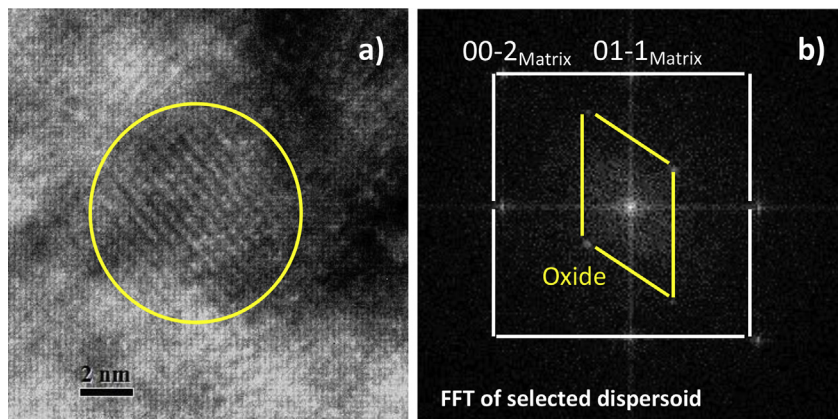 a)
2 nm
b)
00-2Matrix 01-1Matrix
Oxide
FFT of selected dispersoid